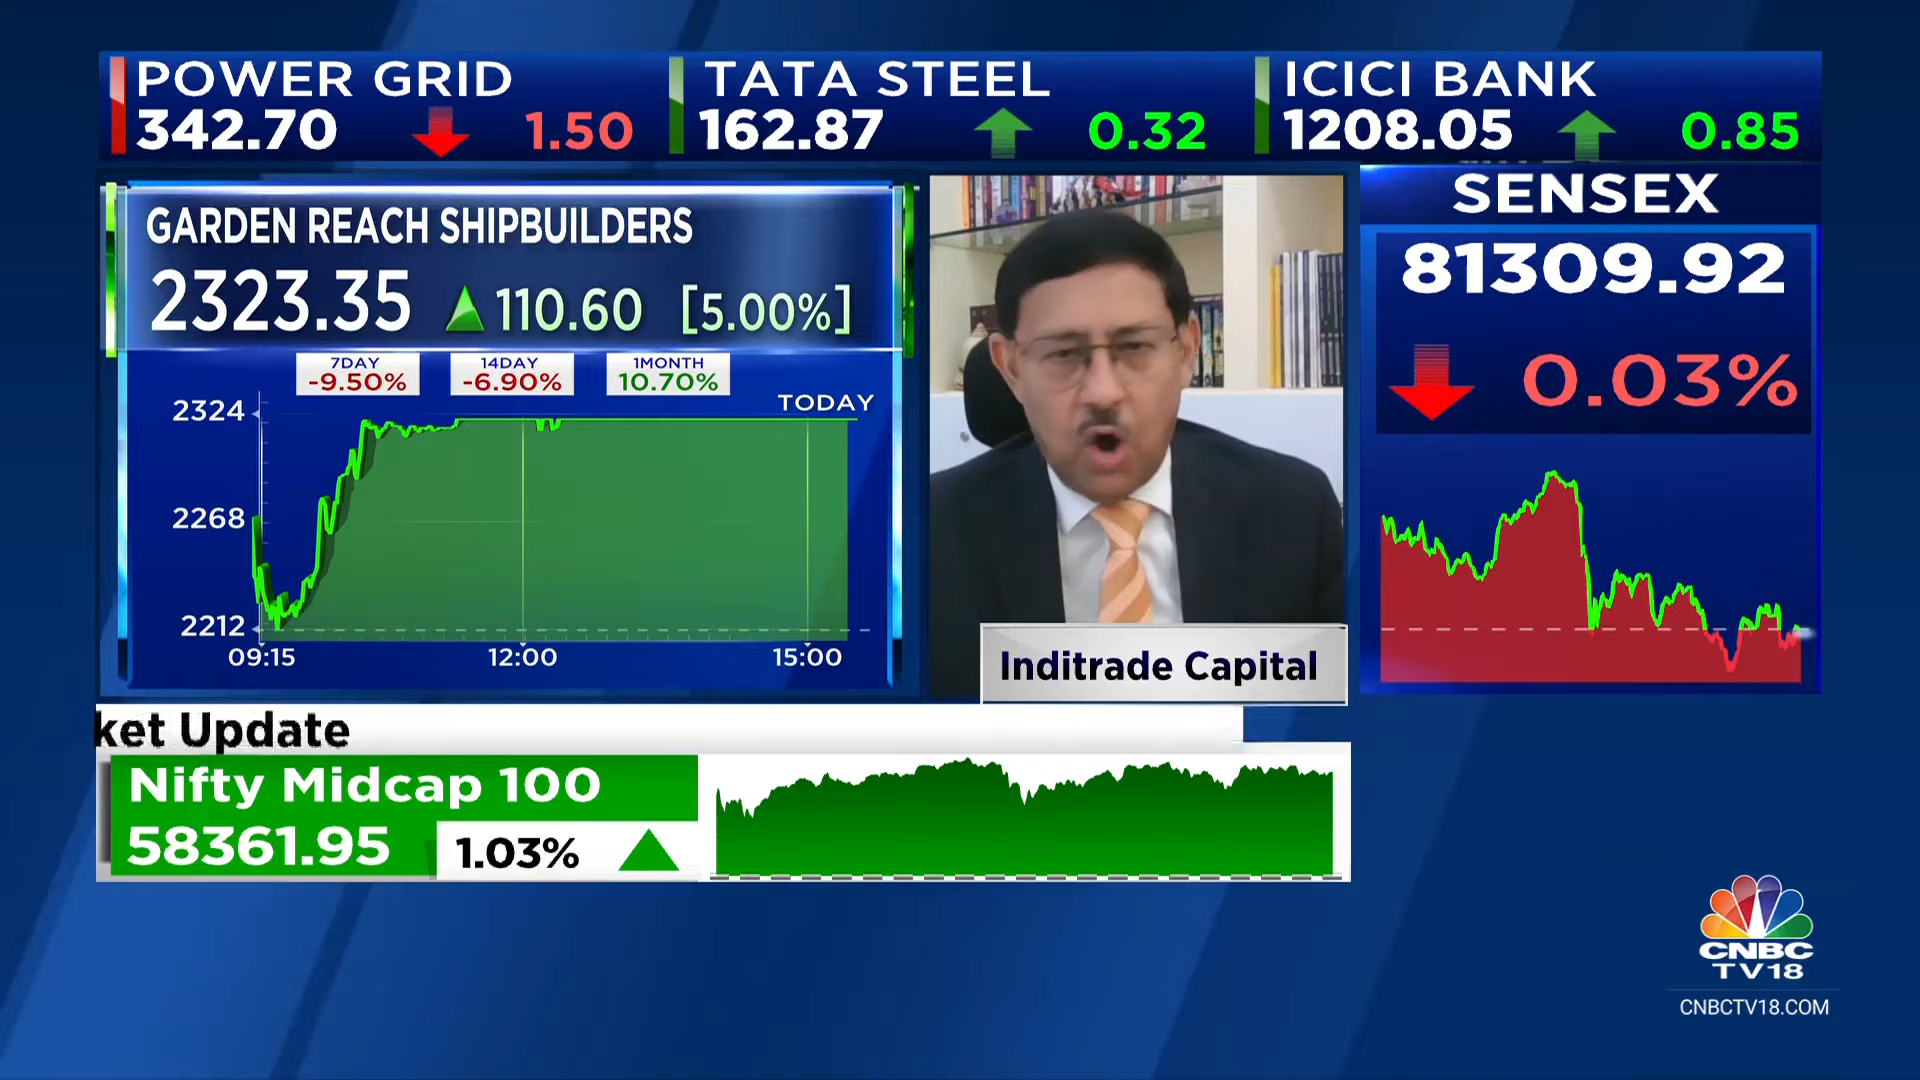 POWER GRID
342.70 1.50
TATA STEEL
162.87 0.32
ICICI BANK
1208.05 0.85
GARDEN REACH SHIPBUILDERS
2323.35 110.60 [5.00%]
7DAY
-9.50%
14DAY
-6.90%
1MONTH
10.70%
TODAY
2324
2268
2212
09:15 12:00 15:00
Inditrade Capital
SENSEX
81309.92
0.03%
ket Update
Nifty Midcap 100
58361.95 1.03%
CNBC
TV18
CNBCTV18.COM